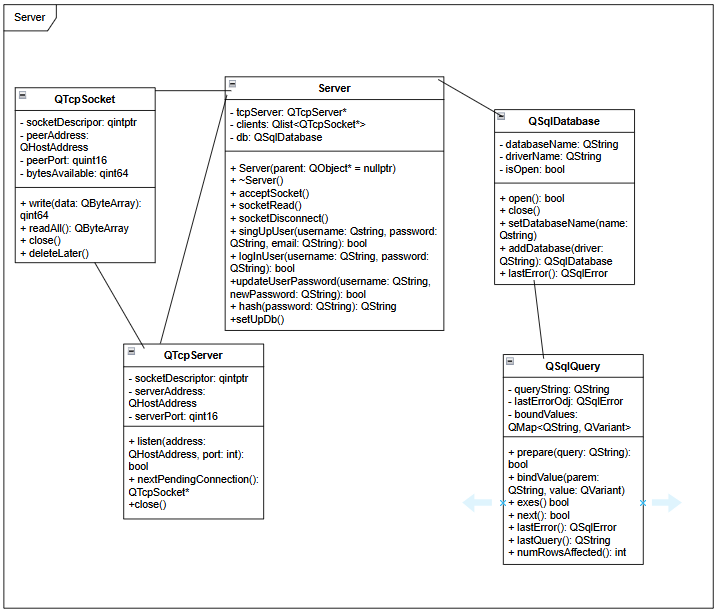 Server
QTcpSocket
- socketDescripor: qintptr
- peerAddress:
QHostAddress
- peerPort: quint16
- bytesAvailable: qint64
+ write(data: QByteArray):
qint64
+ readAll(): QByteArray
+ close()
+ deleteLater()
Server
- tcpServer: QTcpServer*
- clients: Qlist<QTcpSocket*>
- db: QSqlDatabase
+ Server(parent: QObject* = nullptr)
+ ~Server()
+ acceptSocket()
+ socketRead()
+ socketDisconnect()
+ singUpUser(username: QString, password:
QString, email: QString): bool
+ logInUser(username: QString, password:
QString): bool
+updateUserPassword(username: QString,
newPassword: QString): bool
+ hash(password: QString): QString
+setUpDb()
QSqlDatabase
- databaseName: QString
- driverName: QString
- isOpen: bool
+ open(): bool
+ close()
+ setDatabaseName(name:
Qstring)
+ addDatabase(driver:
QString): QSqlDatabase
+ lastError(): QSqlError
QTcpServer
- socketDescriptor: qintptr
- serverAddress:
QHostAddress
- serverPort: qint16
+ listen(address:
QHostAddress, port: int):
bool
+ nextPendingConnection():
QTcpSocket*
+close()
QSqlQuery
- queryString: QString
- lastErrorOdj: QSqlError
- boundValues:
QMap<QString, QVariant>
+ prepare(query: QString):
bool
+ bindValue(parem:
QString, value: QVariant)
+ exes() bool
+ next(): bool
+ lastError(): QSqlError
+ lastQuery(): QString
+ numRowsAffected(): int